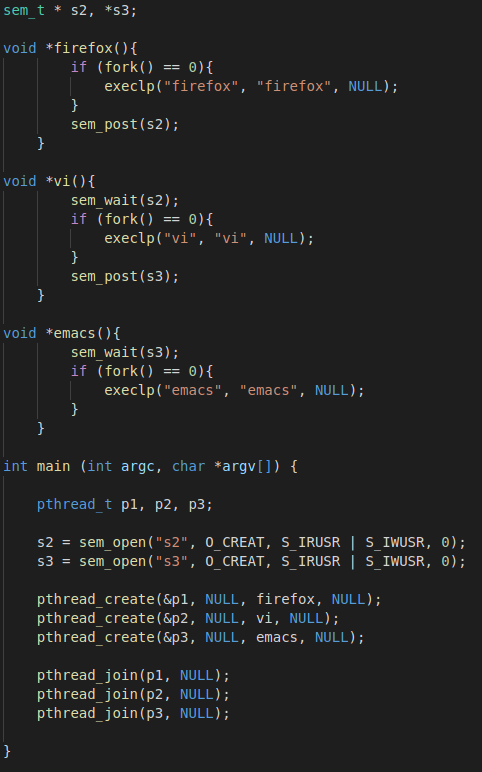 sem_t * s2, *s3;

void *firefox(){
        if (fork() == 0){
            execlp("firefox", "firefox", NULL);
        }
        sem_post(s2);
    }

void *vi(){
        sem_wait(s2);
        if (fork() == 0){
            execlp("vi", "vi", NULL);
        }
        sem_post(s3);
    }

void *emacs(){
        sem_wait(s3);
        if (fork() == 0){
            execlp("emacs", "emacs", NULL);
        }
    }

int main (int argc, char *argv[]) {

    pthread_t p1, p2, p3;

    s2 = sem_open("s2", O_CREAT, S_IRUSR | S_IWUSR, 0);
    s3 = sem_open("s3", O_CREAT, S_IRUSR | S_IWUSR, 0);

    pthread_create(&p1, NULL, firefox, NULL);
    pthread_create(&p2, NULL, vi, NULL);
    pthread_create(&p3, NULL, emacs, NULL);

    pthread_join(p1, NULL);
    pthread_join(p2, NULL);
    pthread_join(p3, NULL);

}